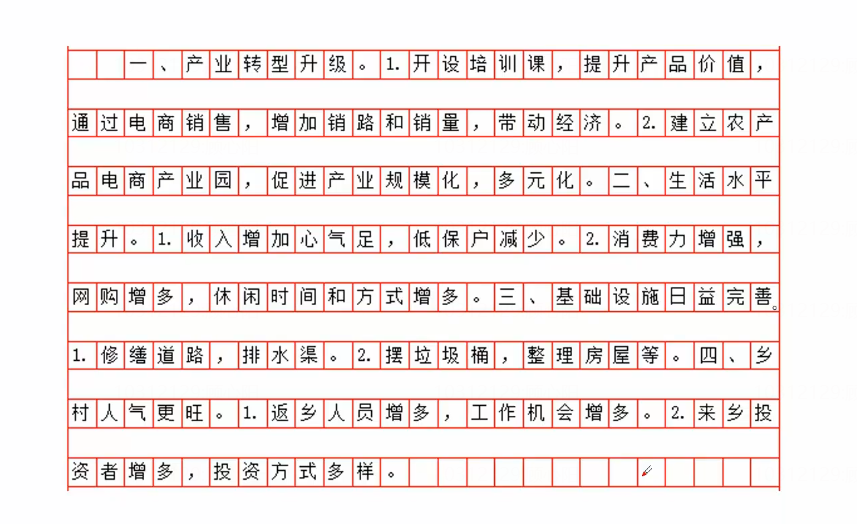 一、产业转型升级。1.开设培训课，提升产品价值，
通过电商销售，增加销路和销量，带动经济。2.建立农产
品电商产业园，促进产业规模化，多元化。二、生活水平
提升。1.收入增加心气足，低保户减少。2.消费力增强，
网购增多，休闲时间和方式增多。三、基础设施日益完善。
1.修缮道路，排水渠。2.摆垃圾桶，整理房屋等。四、乡
村人气更旺。1.返乡人员增多，工作机会增多。2.来乡投
资者增多，投资方式多样。